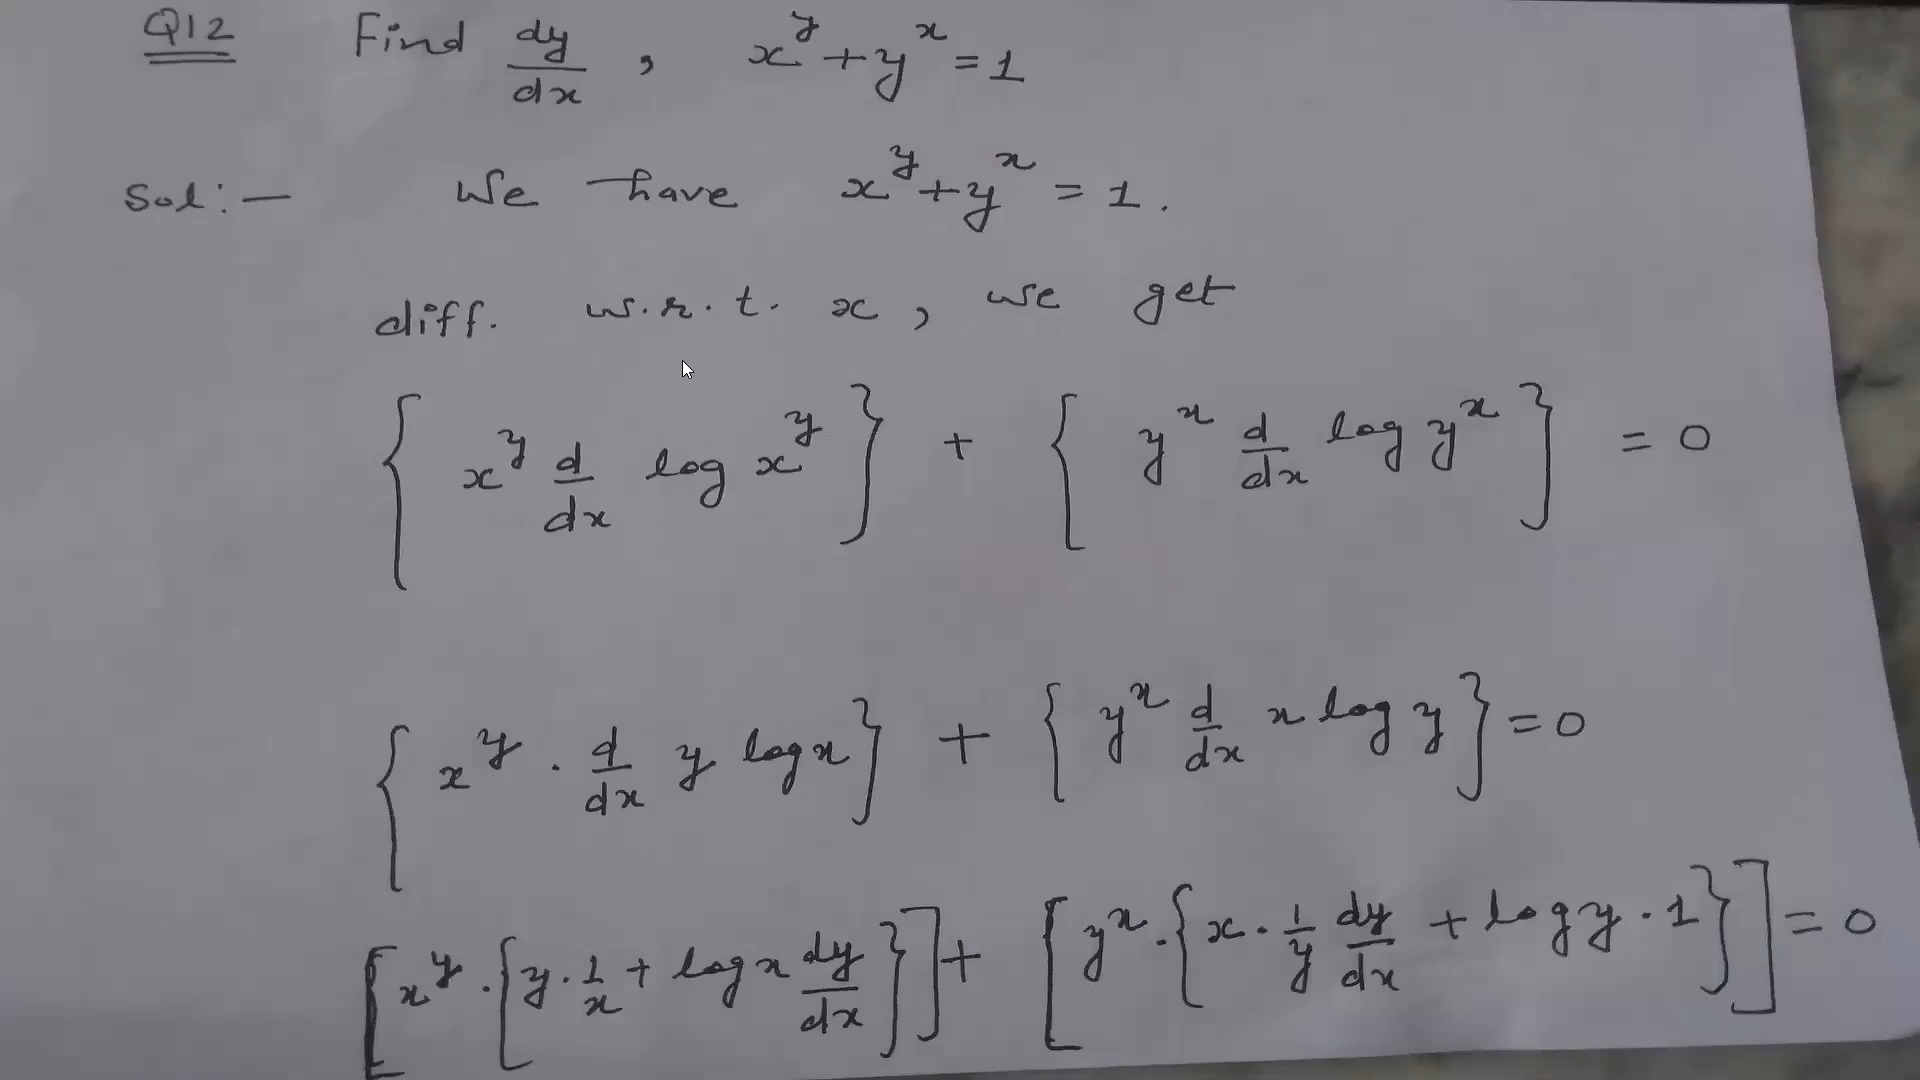 Q12 Find dy/dx , x^y + y^x = 1
Sol:— We have x^y + y^x = 1.
diff. w.r.t. x, we get
{ x^y d/dx log x^y } + { y^x d/dx log y^x } = 0
{ x^y . d/dx y log x } + { y^x d/dx x log y } = 0
[ x^y . { y . 1/x + log x dy/dx } ] + [ y^x . { x . 1/y dy/dx + log y . 1 } ] = 0